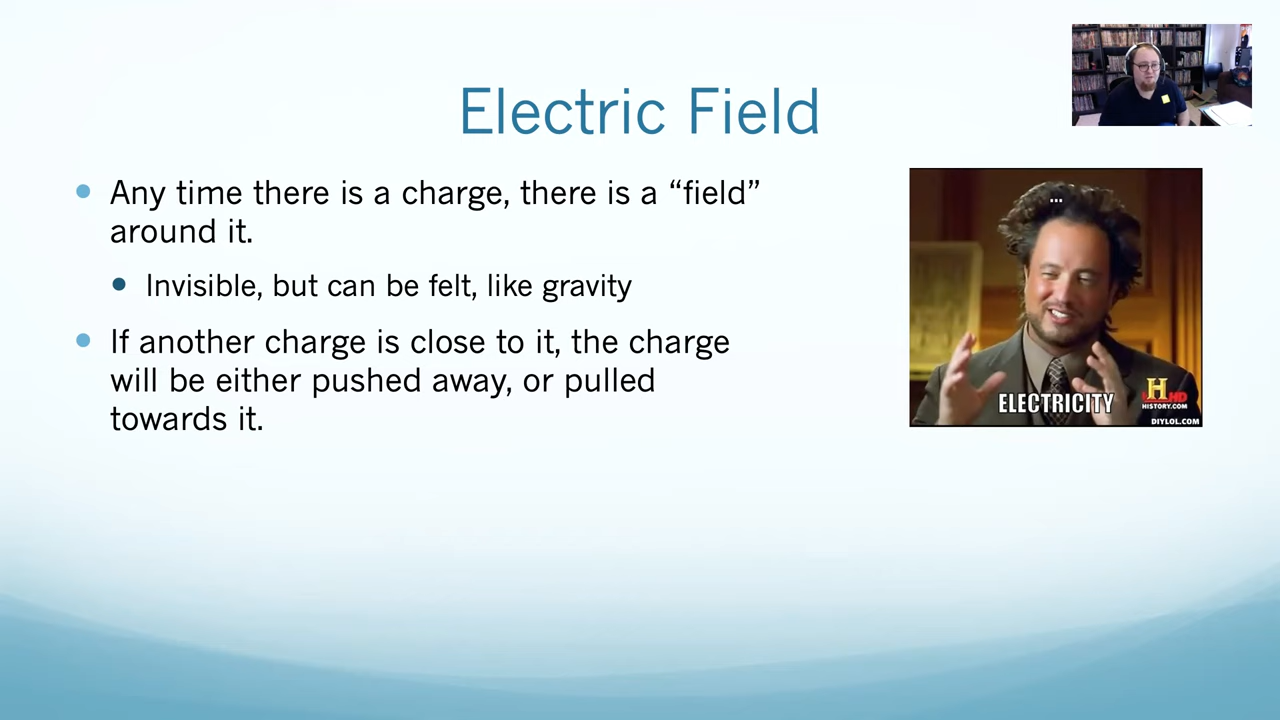 Electric Field
Any time there is a charge, there is a “field”
around it.
Invisible, but can be felt, like gravity
If another charge is close to it, the charge
will be either pushed away, or pulled
towards it.
...
ELECTRICITY
H HD
HISTORY.COM
DIYLOL.COM